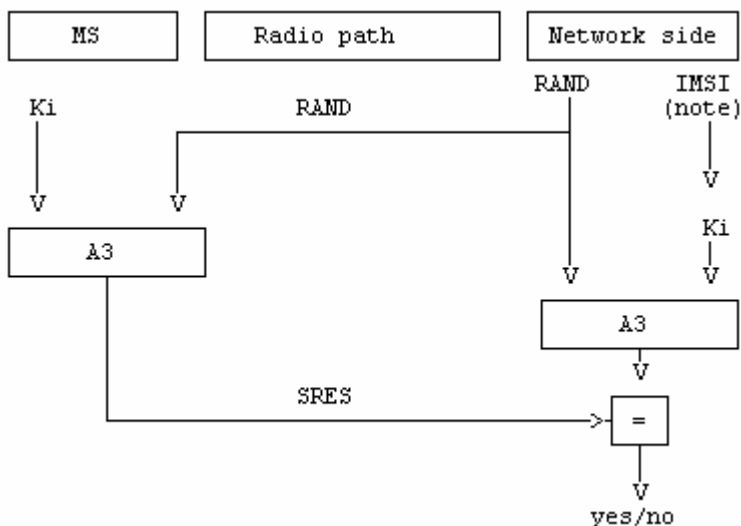 MS
Radio path
Network side
RAND
IMSI
(note)
Ki
RAND
Ki
A3
A3
SRES
=
yes/no